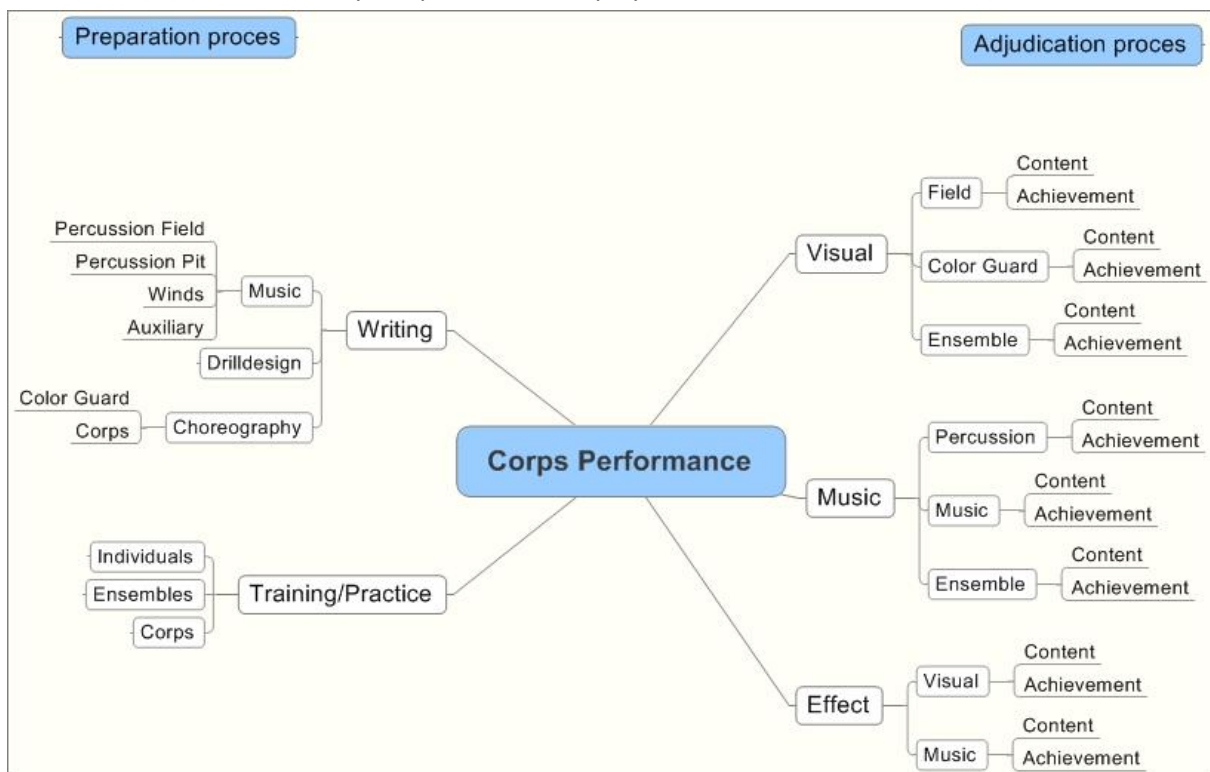 Preparation proces
Adjudication proces
Percussion Field
Percussion Pit
Winds
Auxiliary
Music
Drilldesign
Color Guard
Corps
Choreography
Writing
Individuals
Ensembles
Corps
Training/Practice
Corps Performance
Visual
Field
Content
Achievement
Color Guard
Content
Achievement
Ensemble
Content
Achievement
Music
Percussion
Content
Achievement
Music
Content
Achievement
Ensemble
Content
Achievement
Effect
Visual
Content
Achievement
Music
Content
Achievement